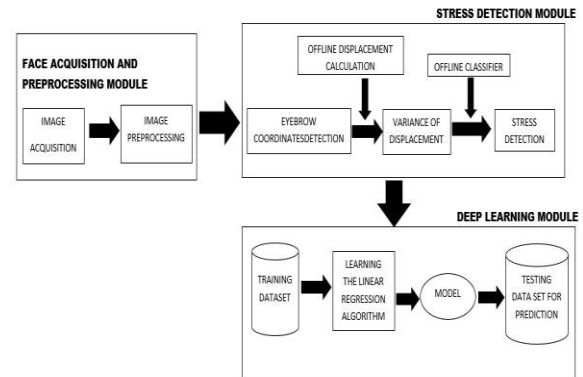 FACE ACQUISITION AND
PREPROCESSING MODULE
IMAGE
ACQUISITION
IMAGE
PREPROCESSING
STRESS DETECTION MODULE
OFFLINE DISPLACEMENT
CALCULATION
OFFLINE CLASSIFIER
EYEBROW
COORDINATESDETECTION
VARIANCE OF
DISPLACEMENT
STRESS
DETECTION
DEEP LEARNING MODULE
TRAINING
DATASET
LEARNING
THE LINEAR
REGRESSION
ALGORITHM
MODEL
TESTING
DATA SET FOR
PREDICTION